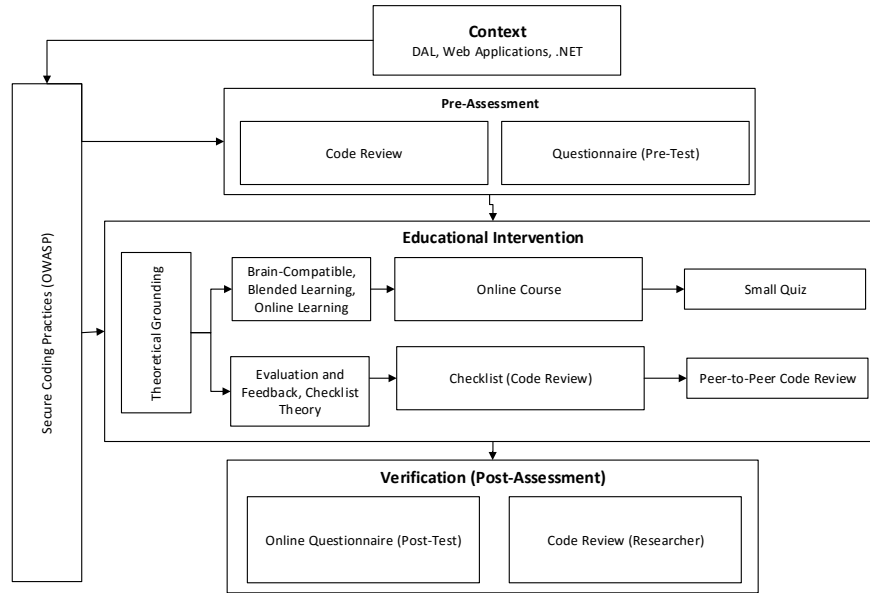 Context
DAL, Web Applications, .NET
Secure Coding Practices (OWASP)
Pre-Assessment
Code Review
Questionnaire (Pre-Test)
Educational Intervention
Theoretical Grounding
Brain-Compatible,
Blended Learning,
Online Learning
Online Course
Small Quiz
Evaluation and
Feedback, Checklist
Theory
Checklist (Code Review)
Peer-to-Peer Code Review
Verification (Post-Assessment)
Online Questionnaire (Post-Test)
Code Review (Researcher)